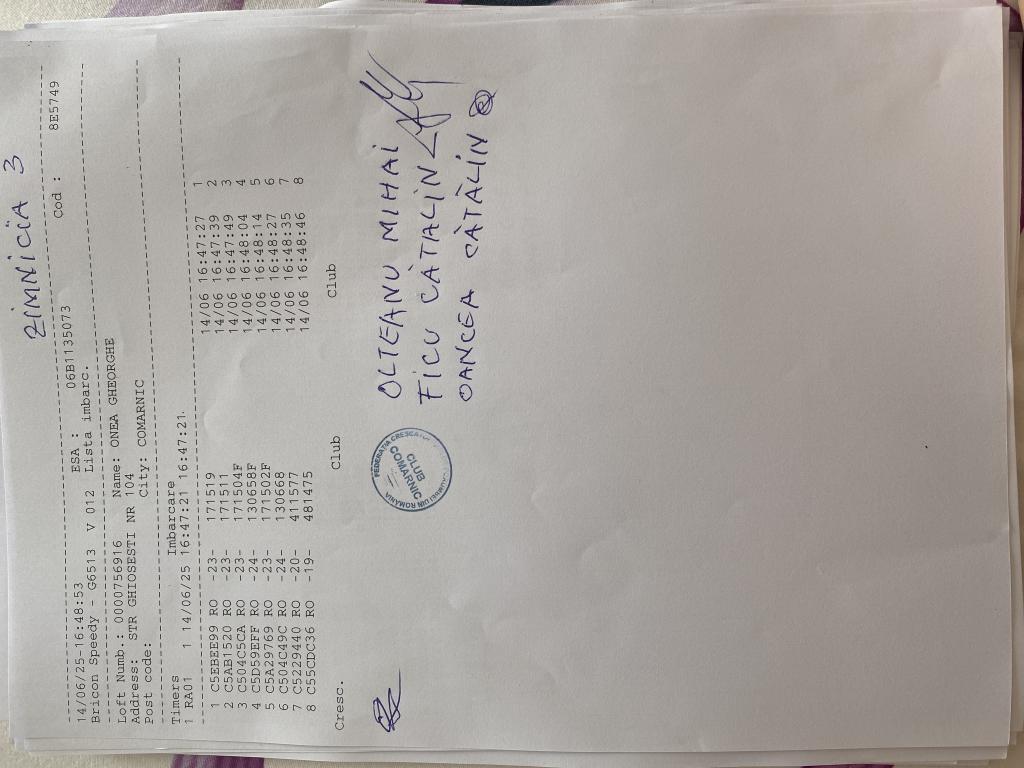 ZIMNICIA 3
14/06/25-16:48:53 ESA : 06B1135073 Cod : 8E5749
Bricon Speedy - G6513 V 012 Lista imbarc.
Loft Numb.: 0000756916 Name: ONEA GHEORGHE
Address: STR GHIOSESTI NR 104
Post code: City: COMARNIC
Timers Imbarcare
1 RA01 1 14/06/25 16:47:21 16:47:21.
1 C5EBEE99 RO -23- 171519 14/06 16:47:27 1
2 C5AB1520 RO -23- 171511 14/06 16:47:39 2
3 C504C5CA RO -23- 171504F 14/06 16:47:49 3
4 C5D59EFF RO -24- 130658F 14/06 16:48:04 4
5 C5A29769 RO -23- 171502F 14/06 16:48:14 5
6 C504C49C RO -24- 130668 14/06 16:48:27 6
7 C5229440 RO -20- 411577 14/06 16:48:35 7
8 C55CDC36 RO -19- 481475 14/06 16:48:46 8
Cresc. Club Club
OLTEANU MIHAI
FICU CĂTALIN
OANCEA CĂTĂLIN
CLUB
COMARNIC
DIN ROMANIA